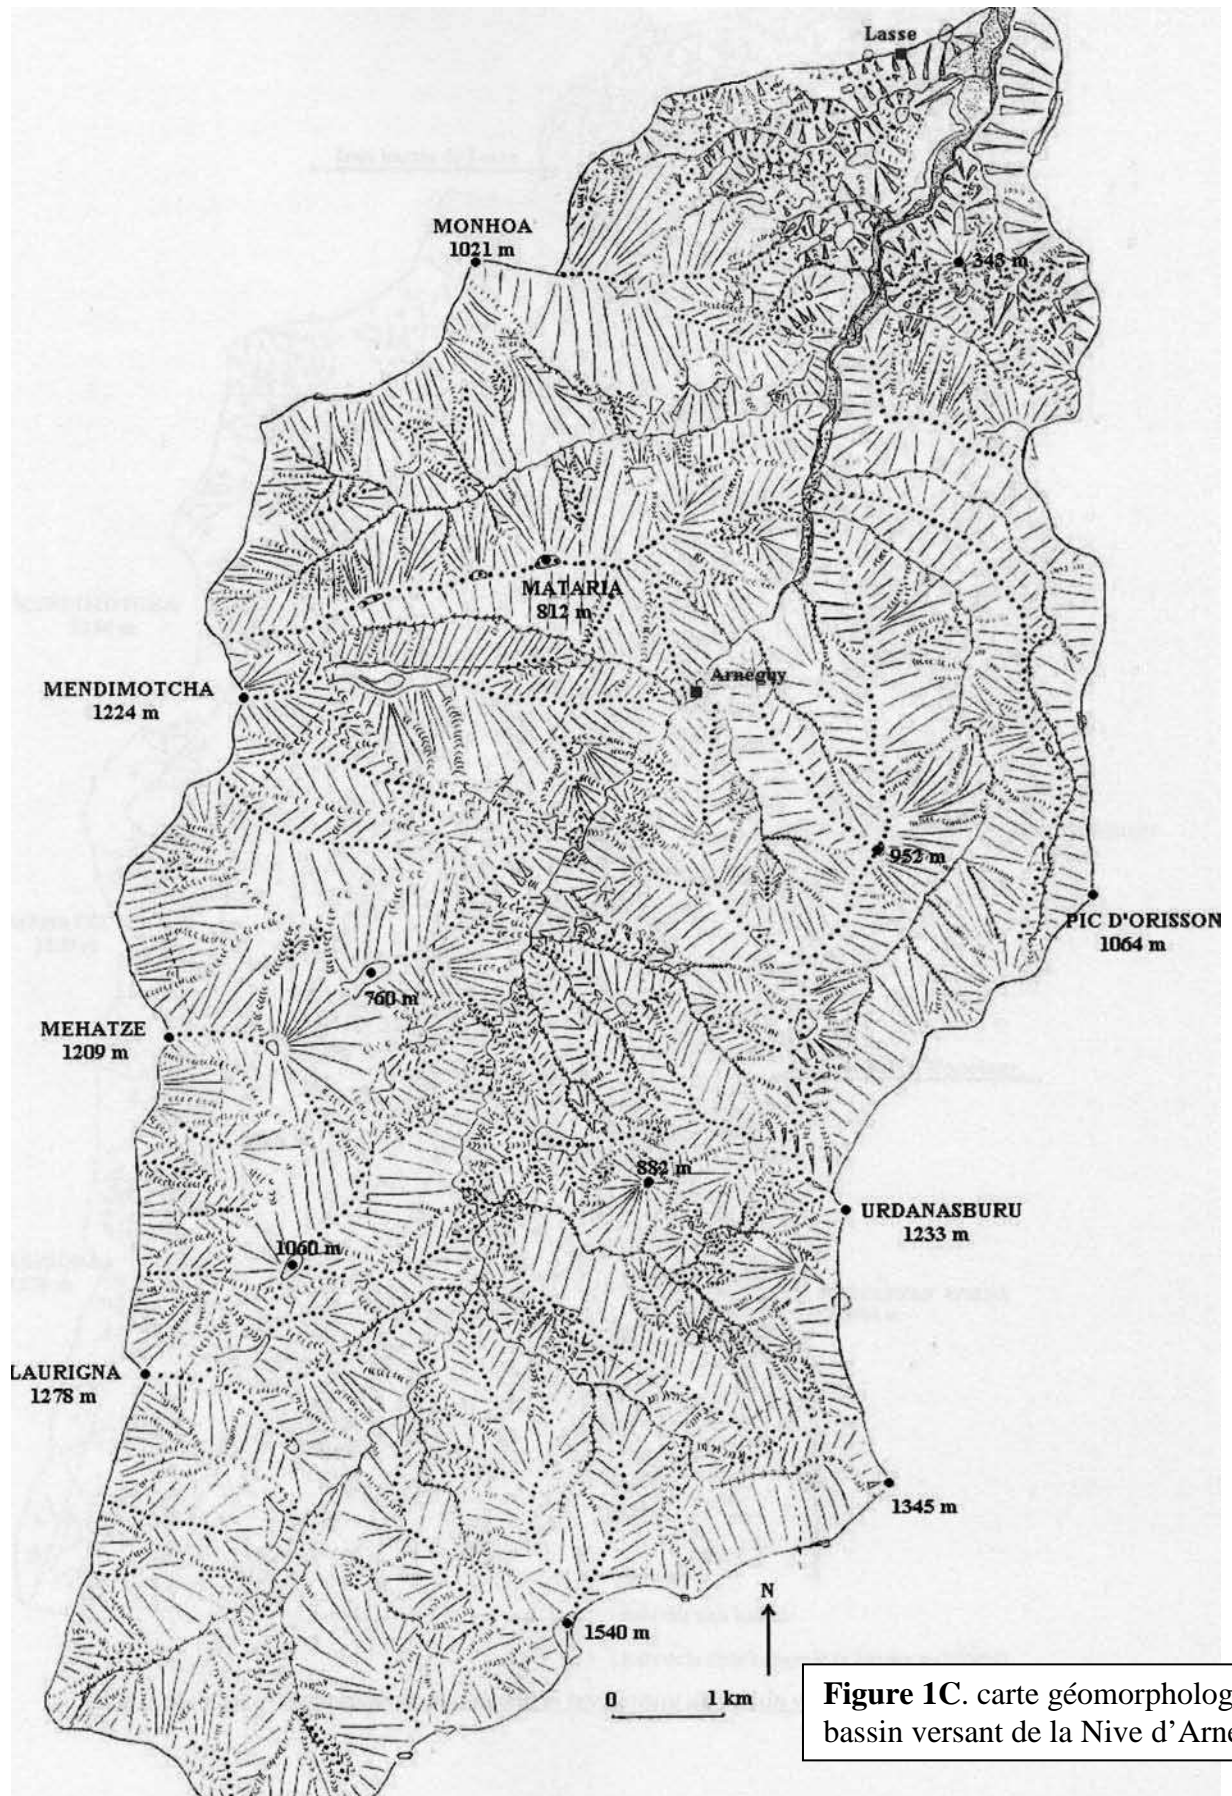 Lasse
MONHOA
1021 m
343 m
MATARIA
812 m
MENDIMOTCHA
1224 m
Arneguy
952 m
PIC D'ORISSON
1064 m
760 m
MEHATZE
1209 m
882 m
URDANASBURU
1233 m
1060 m
LAURIGNA
1278 m
1345 m
N
1540 m
0 1 km
Figure 1C. carte géomorpholog
bassin versant de la Nive d'Arne